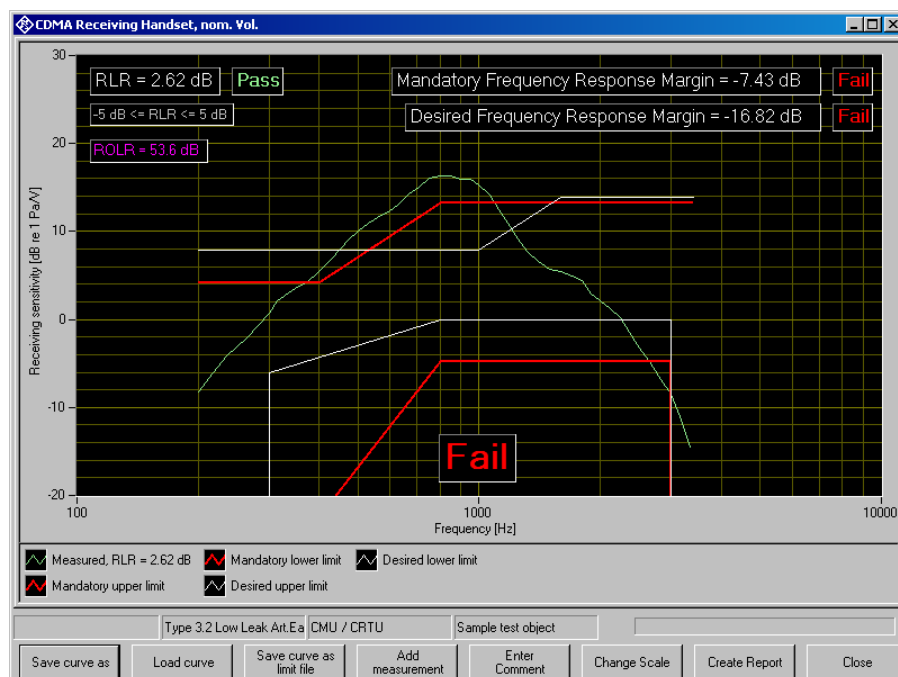 CDMA Receiving Handset, nom. Vol.
30
RLR = 2.62 dB Pass Mandatory Frequency Response Margin = -7.43 dB Fail
-5 dB <= RLR <= 5 dB Desired Frequency Response Margin = -16.82 dB Fail
20
ROLR = 53.6 dB
10
Receiving sensitivity [dB re 1 Pa/V]
0
-10
Fail
-20
100 1000 10000
Frequency [Hz]
Measured, RLR = 2.62 dB Mandatory lower limit Desired lower limit
Mandatory upper limit Desired upper limit
Type 3.2 Low Leak Art.Ea CMU / CRTU Sample test object
Save curve as Load curve Save curve as limit file Add measurement Enter Comment Change Scale Create Report Close